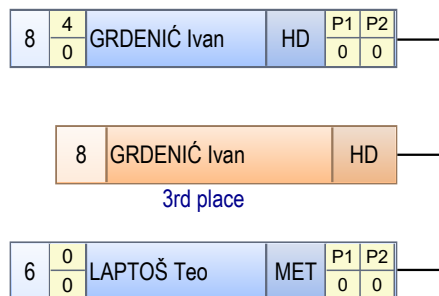 8 4 0 GRDENIĆ Ivan HD P1 P2 0 0
8 GRDENIĆ Ivan HD
3rd place
6 0 0 LAPTOŠ Teo MET P1 P2 0 0